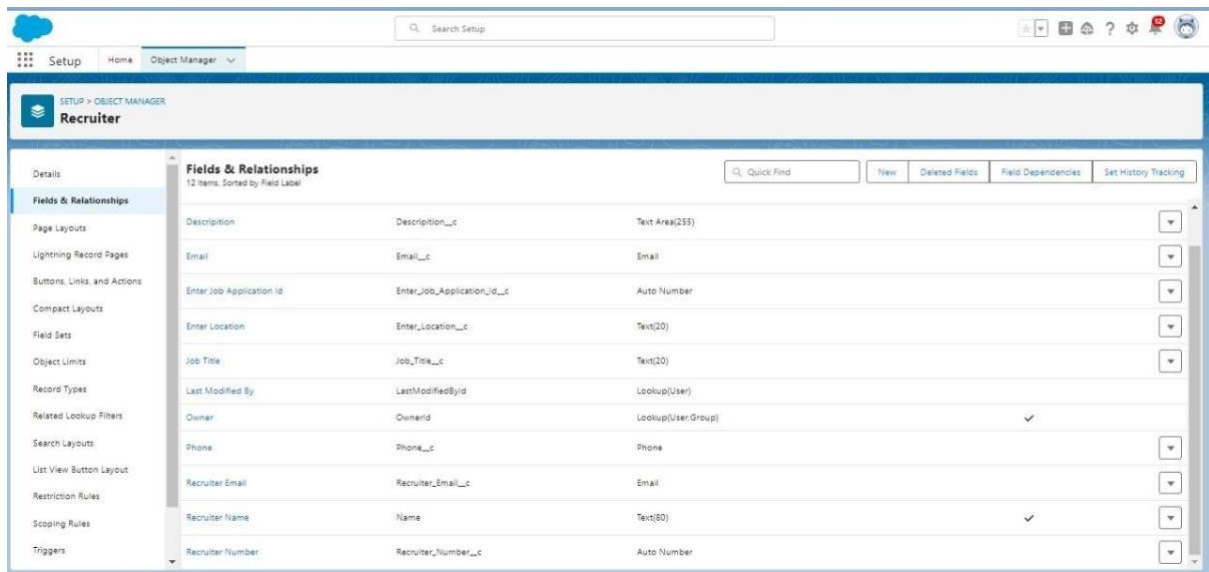 Search Setup
12
Setup
Home
Object Manager
SETUP > OBJECT MANAGER
Recruiter
Details
Fields & Relationships
Page Layouts
Lightning Record Pages
Buttons, Links, and Actions
Compact Layouts
Field Sets
Object Limits
Record Types
Related Lookup Filters
Search Layouts
List View Button Layout
Restriction Rules
Scoping Rules
Triggers
Fields & Relationships
12 Items, Sorted by Field Label
Quick Find
New
Deleted Fields
Field Dependencies
Set History Tracking
Descripition Descripition__c Text Area(255)
Email Email__c Email
Enter Job Application Id Enter_Job_Application_Id__c Auto Number
Enter Location Enter_Location__c Text(20)
Job Title Job_Title__c Text(20)
Last Modified By LastModifiedById Lookup(User)
Owner OwnerId Lookup(User,Group)
Phone Phone__c Phone
Recruiter Email Recruiter_Email__c Email
Recruiter Name Name Text(80)
Recruiter Number Recruiter_Number__c Auto Number